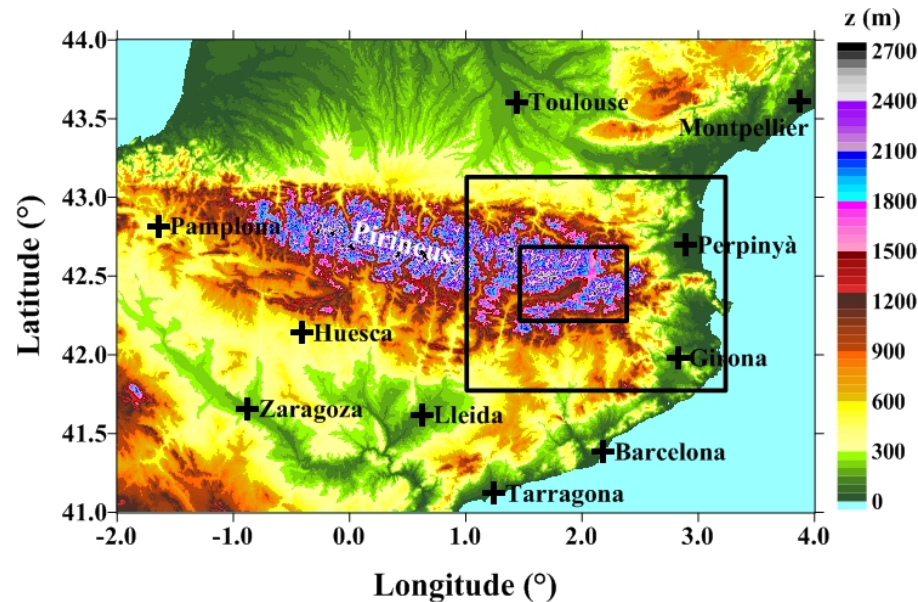 z (m)
44.0
2700
Toulouse
2400
43.5
Montpellier
2100
43.0
1800
Pamplona
Pirineus
Perpinyà
Latitude (°)
42.5
1500
1200
Huesca
42.0
Girona
900
Zaragoza
Lleida
600
41.5
Barcelona
300
Tarragona
41.0
0
-2.0 -1.0 0.0 1.0 2.0 3.0 4.0
Longitude (°)